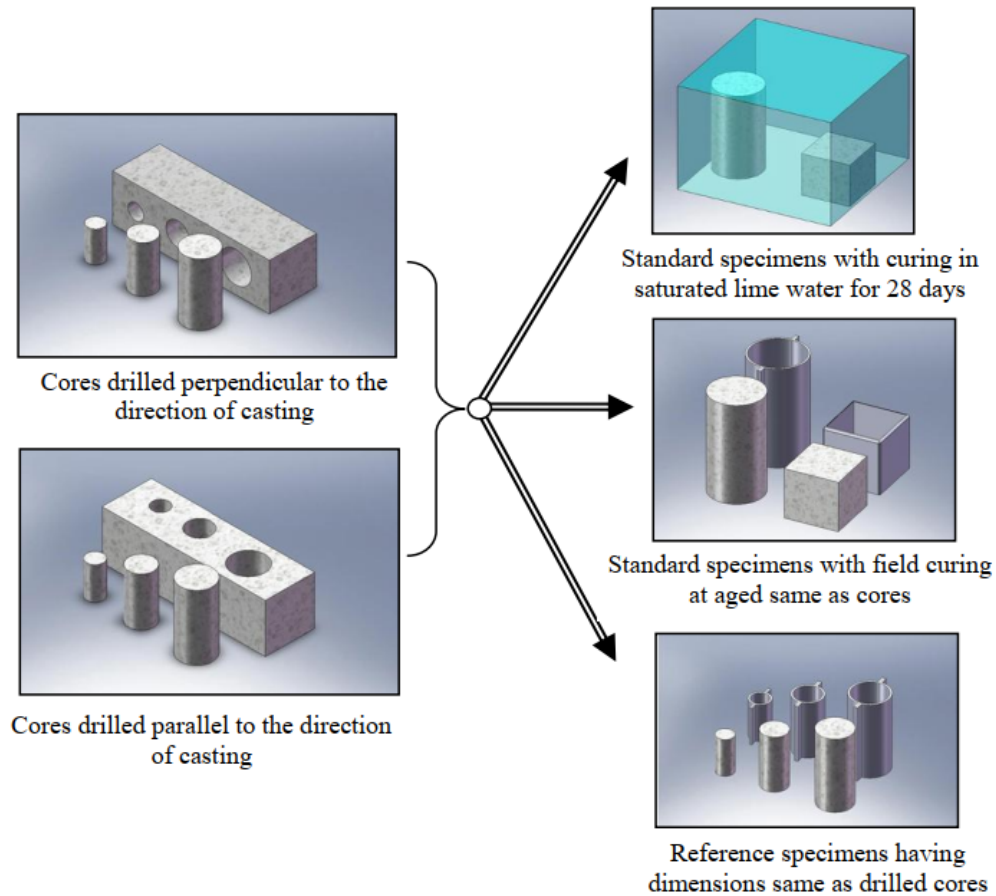 Cores drilled perpendicular to the
direction of casting
Cores drilled parallel to the direction
of casting
Standard specimens with curing in
saturated lime water for 28 days
Standard specimens with field curing
at aged same as cores
Reference specimens having
dimensions same as drilled cores